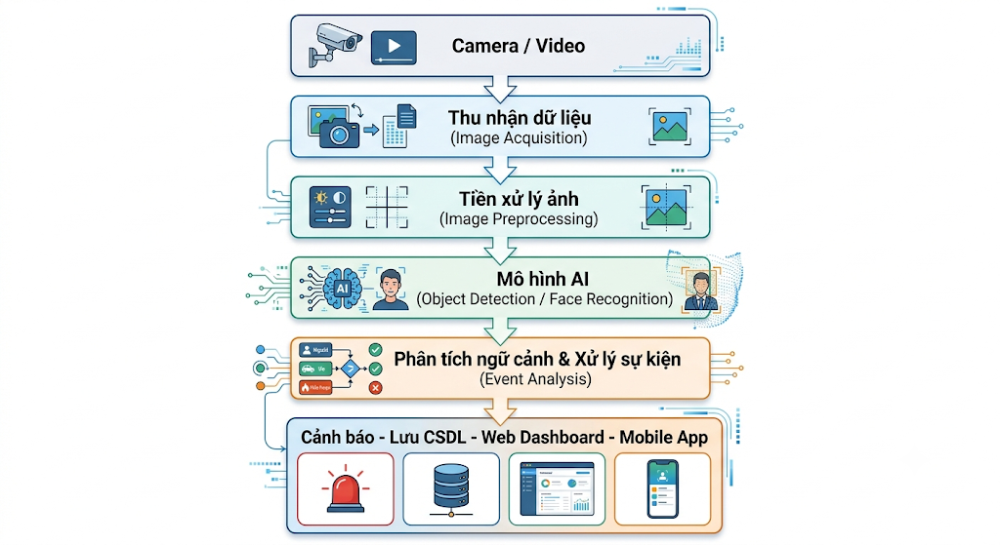 Camera / Video
Thu nhận dữ liệu
(Image Acquisition)
Tiền xử lý ảnh
(Image Preprocessing)
Mô hình AI
(Object Detection / Face Recognition)
AI
Người
Phân tích ngữ cảnh & Xử lý sự kiện
(Event Analysis)
Cảnh báo - Lưu CSDL - Web Dashboard - Mobile App